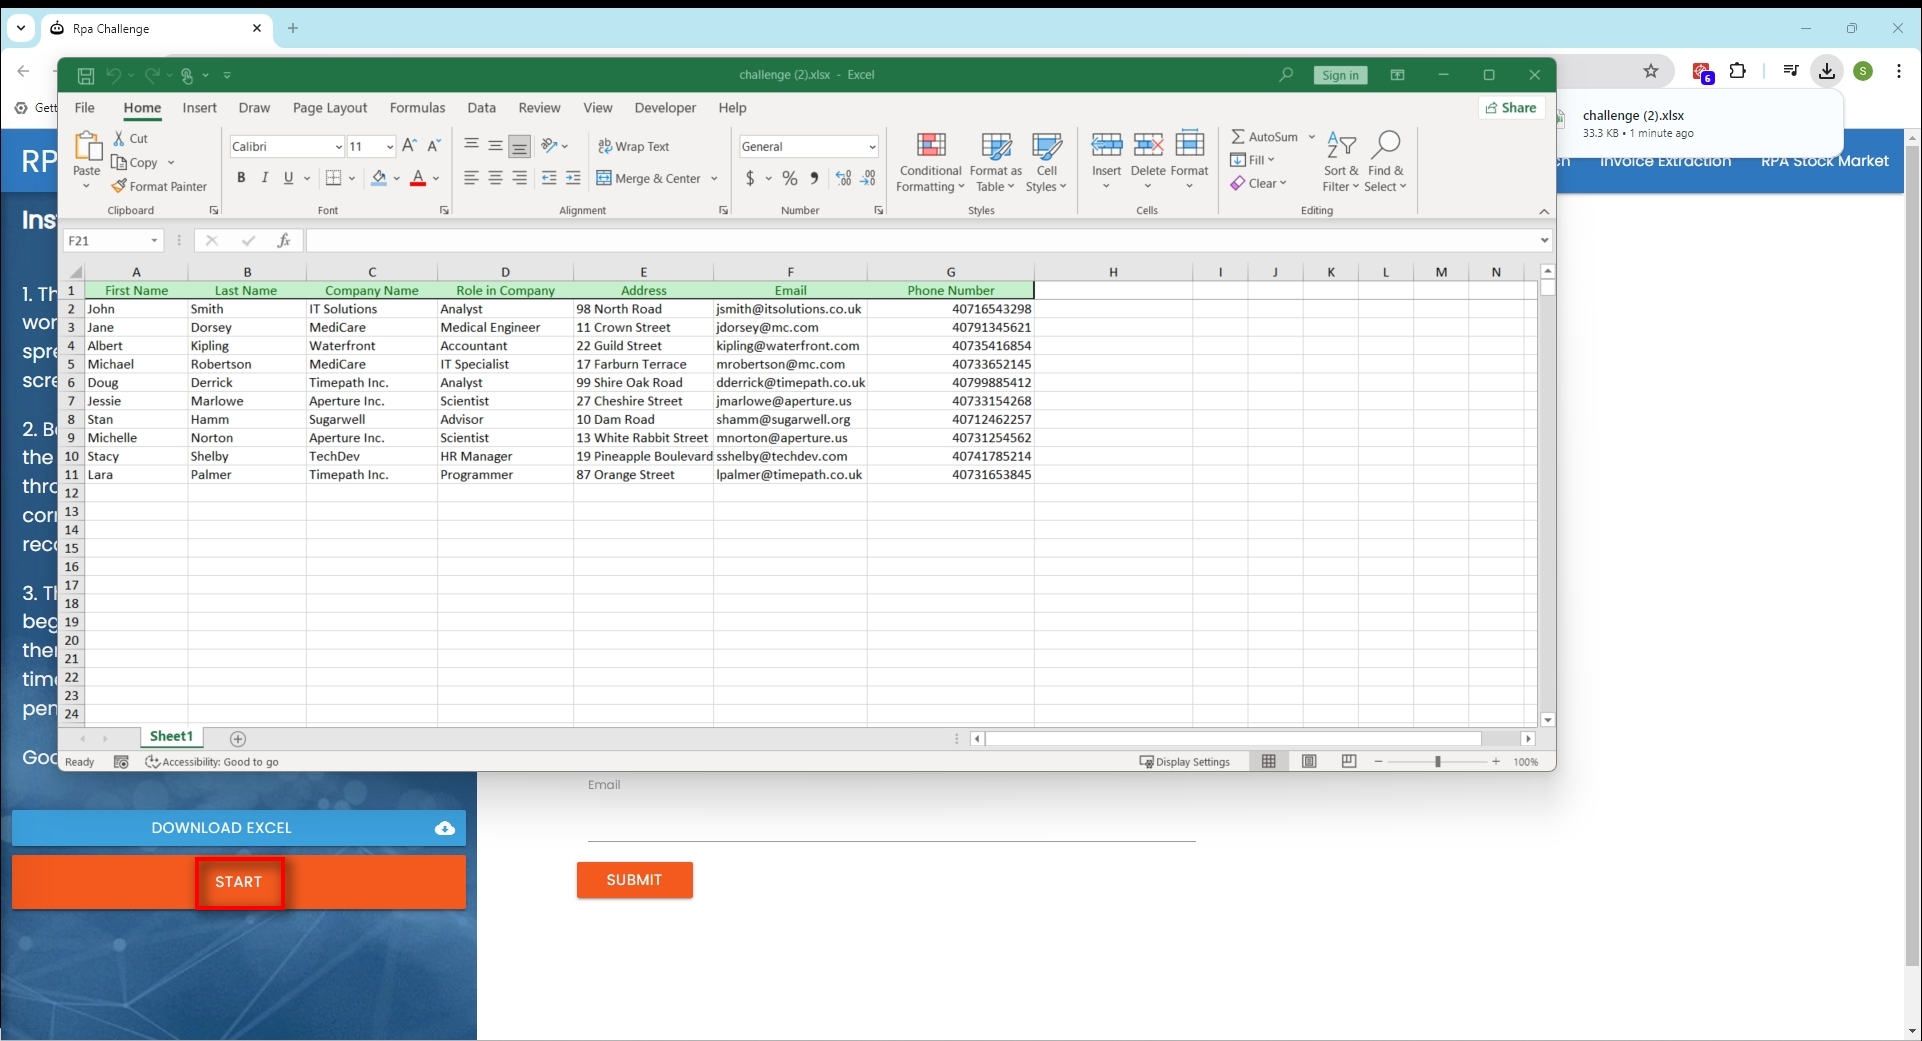 Rpa Challenge
Gett
challenge (2).xlsx - Excel
Sign in
6
S
File Home Insert Draw Page Layout Formulas Data Review View Developer Help
Share
challenge (2).xlsx
33.3 KB • 1 minute ago
RP
Invoice Extraction
RPA Stock Market
Paste
Cut
Copy
Format Painter
Clipboard
Calibri 11
B I U
Font
Wrap Text
Merge & Center
Alignment
General
$ % ,
Number
Conditional Formatting
Format as Table
Cell Styles
Styles
Insert Delete Format
Cells
AutoSum
Fill
Clear
Sort & Filter
Find & Select
Editing
F21
fx
A B C D E F G H I J K L M N
1 First Name Last Name Company Name Role in Company Address Email Phone Number
2 John Smith IT Solutions Analyst 98 North Road jsmith@itsolutions.co.uk 40716543298
3 Jane Dorsey MediCare Medical Engineer 11 Crown Street jdorsey@mc.com 40791345621
4 Albert Kipling Waterfront Accountant 22 Guild Street kipling@waterfront.com 40735416854
5 Michael Robertson MediCare IT Specialist 17 Farburn Terrace mrobertson@mc.com 40733652145
6 Doug Derrick Timepath Inc. Analyst 99 Shire Oak Road dderrick@timepath.co.uk 40799885412
7 Jessie Marlowe Aperture Inc. Scientist 27 Cheshire Street jmarlowe@aperture.us 40733154268
8 Stan Hamm Sugarwell Advisor 10 Dam Road shamm@sugarwell.org 40712462257
9 Michelle Norton Aperture Inc. Scientist 13 White Rabbit Street mnorton@aperture.us 40731254562
10 Stacy Shelby TechDev HR Manager 19 Pineapple Boulevard sshelby@techdev.com 40741785214
11 Lara Palmer Timepath Inc. Programmer 87 Orange Street lpalmer@timepath.co.uk 40731653845
12
13
14
15
16
17
18
19
20
21
22
23
24
Sheet1
Ready
Accessibility: Good to go
Display Settings
100%
Ins
1. Th
wor
spre
scre
2. B
the
thro
corr
reco
3. Th
beg
ther
time
per
Goo
DOWNLOAD EXCEL
START
Email
SUBMIT